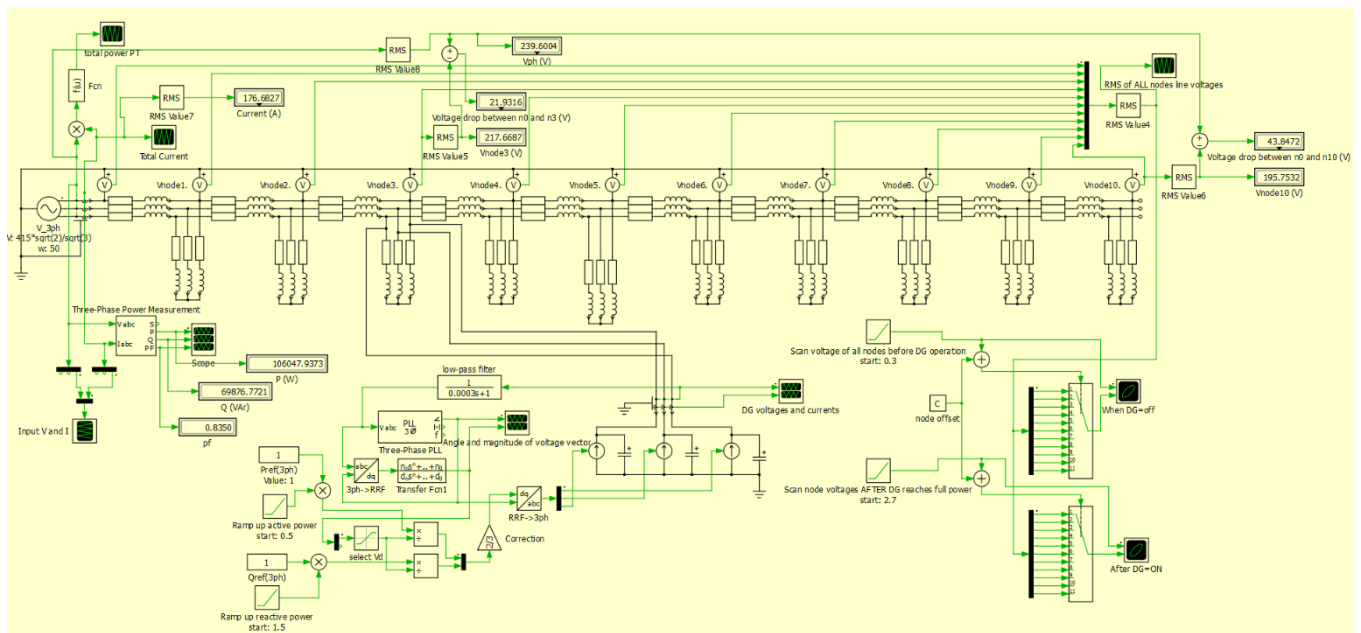 total power PT
f(u)
Fcn
RMS
RMS Value7
176.6827
Current (A)
Total Current
RMS
RMS Value8
239.6004
Vph (V)
21.9316
Voltage drop between n0 and n3 (V)
RMS
RMS Value5
217.6687
Vnode3 (V)
RMS of ALL nodes line voltages
RMS
RMS Value4
43.8472
Voltage drop between n0 and n10 (V)
RMS
RMS Value6
195.7532
Vnode10 (V)
Vnode1.
Vnode2.
Vnode3.
Vnode4.
Vnode5.
Vnode6.
Vnode7.
Vnode8.
Vnode9.
Vnode10.
V_3ph
V: 415*sqrt(2)/sqrt(3)
w: 50
Three-Phase Power Measurement
Vabc
Iabc
S
P
Q
PF
Scope
106047.9373
P (W)
69876.7721
Q (VAr)
0.8350
pf
Input V and I
low-pass filter
1
0.0003s+1
DG voltages and currents
Vabc
PLL
3Ø
Three-Phase PLL
Angle and magnitude of voltage vector
abc
dq
3ph->RRF
Transfer Fcn1
dq
abc
RRF->3ph
2/3
Correction
1
Pref(3ph)
Value: 1
Ramp up active power
start: 0.5
select Vd
1
Qref(3ph)
Ramp up reactive power
start: 1.5
Scan voltage of all nodes before DG operation
start: 0.3
C
node offset
When DG=off
Scan node voltages AFTER DG reaches full power
start: 2.7
After DG=ON